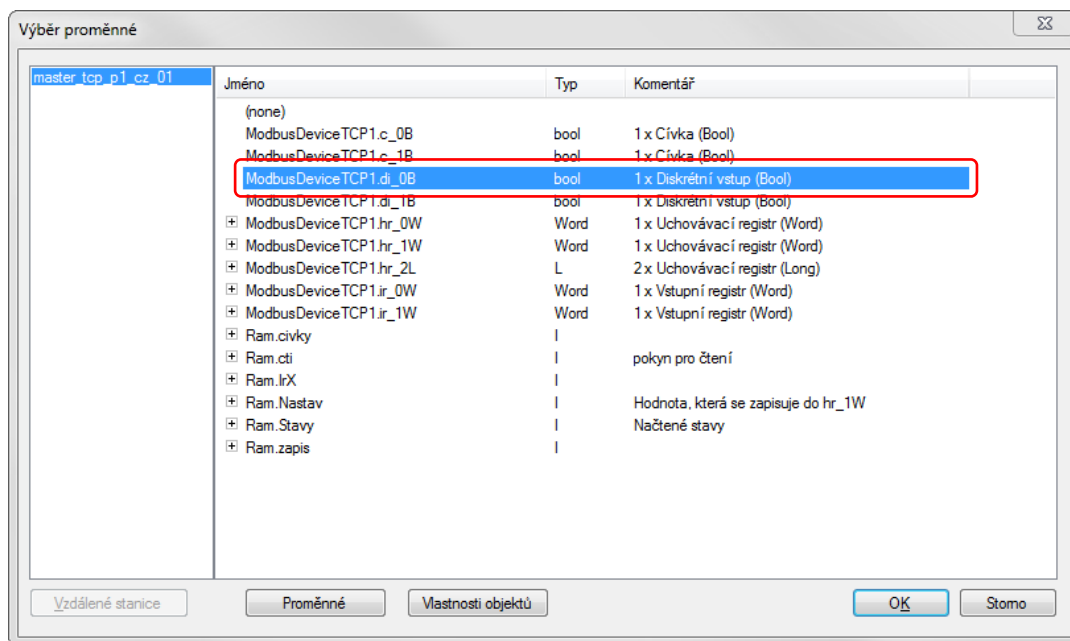 Výběr proměnné
master_tcp_p1_cz_01
Jméno Typ Komentář
(none)
ModbusDeviceTCP1.c_0B bool 1 x Cívka (Bool)
ModbusDeviceTCP1.c_1B bool 1 x Cívka (Bool)
ModbusDeviceTCP1.di_0B bool 1 x Diskrétní vstup (Bool)
ModbusDeviceTCP1.di_1B bool 1 x Diskrétní vstup (Bool)
ModbusDeviceTCP1.hr_0W Word 1 x Uchovávací registr (Word)
ModbusDeviceTCP1.hr_1W Word 1 x Uchovávací registr (Word)
ModbusDeviceTCP1.hr_2L L 2 x Uchovávací registr (Long)
ModbusDeviceTCP1.ir_0W Word 1 x Vstupní registr (Word)
ModbusDeviceTCP1.ir_1W Word 1 x Vstupní registr (Word)
Ram.civky I
Ram.cti I pokyn pro čtení
Ram.IrX I
Ram.Nastav I Hodnota, která se zapisuje do hr_1W
Ram.Stavy I Načtené stavy
Ram.zapis I
Vzdálené stanice Proměnné Vlastnosti objektů OK Storno